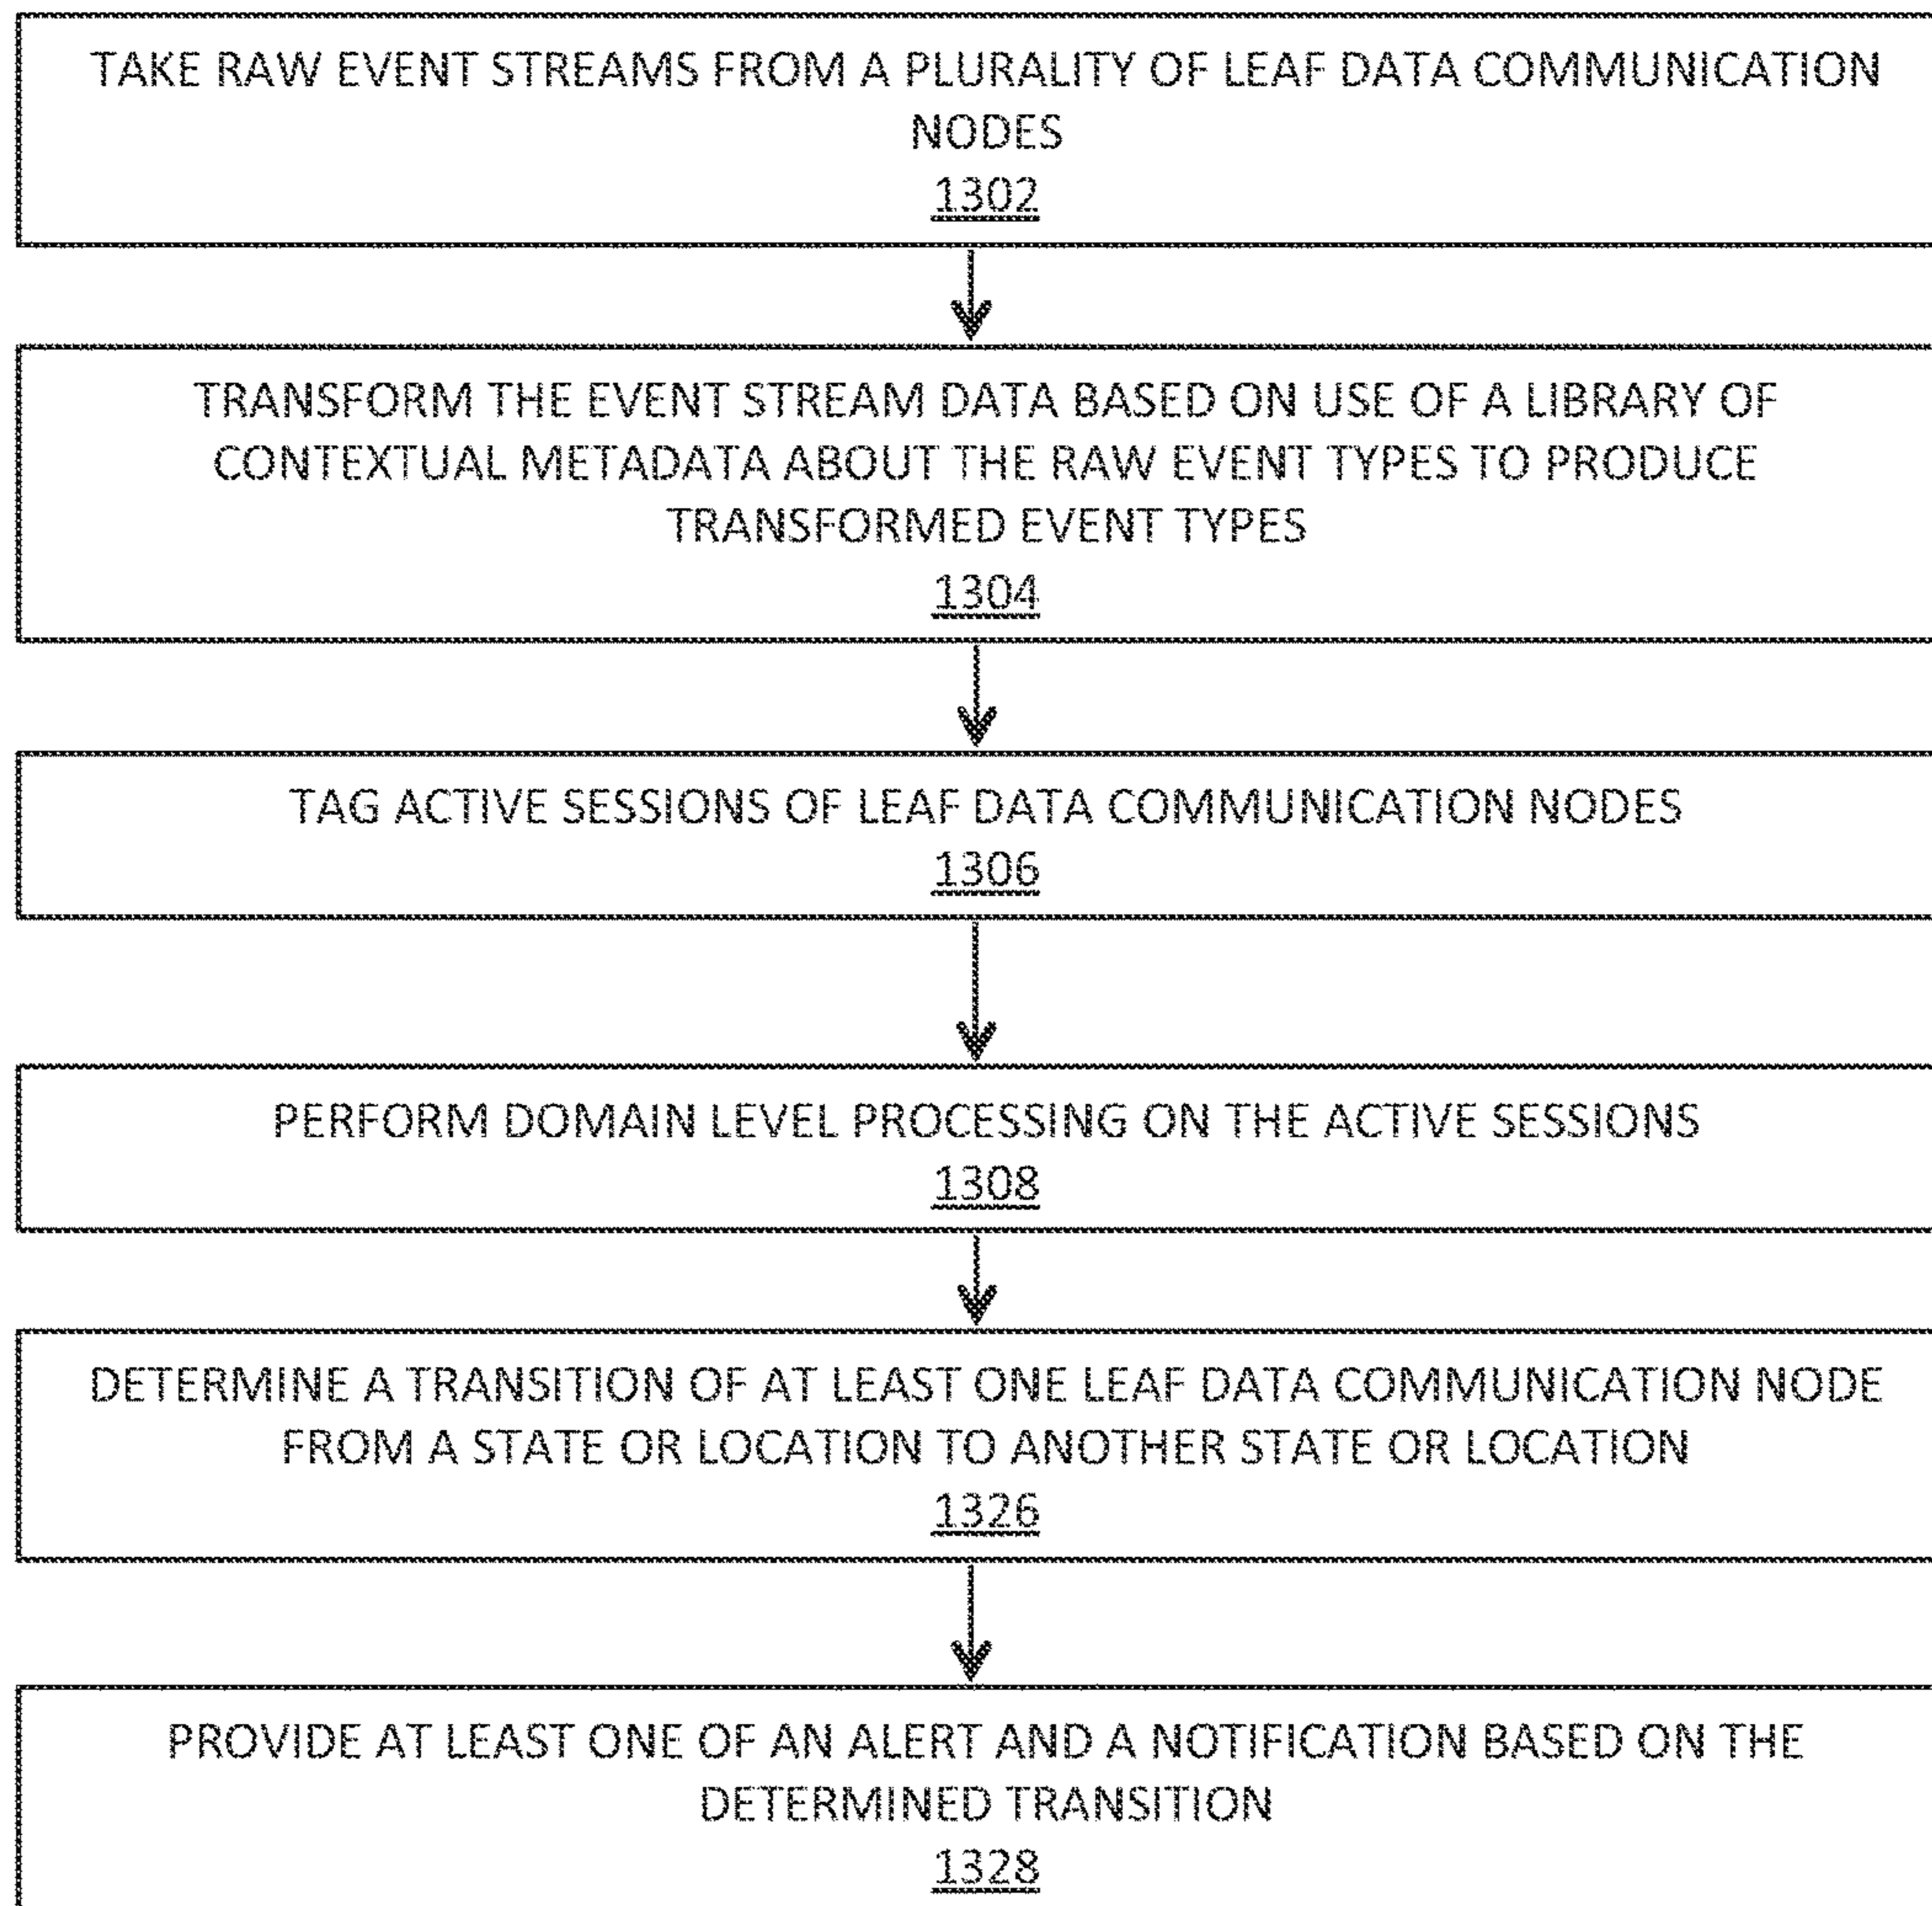 TAKE RAW EVENT STREAMS FROM A PLURALITY OF LEAF DATA COMMUNICATION
NODES
1302
TRANSFORM THE EVENT STREAM DATA BASED ON USE OF A LIBRARY OF
CONTEXTUAL METADATA ABOUT THE RAW EVENT TYPES TO PRODUCE
TRANSFORMED EVENT TYPES
1304
TAG ACTIVE SESSIONS OF LEAF DATA COMMUNICATION NODES
1306
PERFORM DOMAIN LEVEL PROCESSING ON THE ACTIVE SESSIONS
1308
DETERMINE A TRANSITION OF AT LEAST ONE LEAF DATA COMMUNICATION NODE
FROM A STATE OR LOCATION TO ANOTHER STATE OR LOCATION
1326
PROVIDE AT LEAST ONE OF AN ALERT AND A NOTIFICATION BASED ON THE
DETERMINED TRANSITION
1328